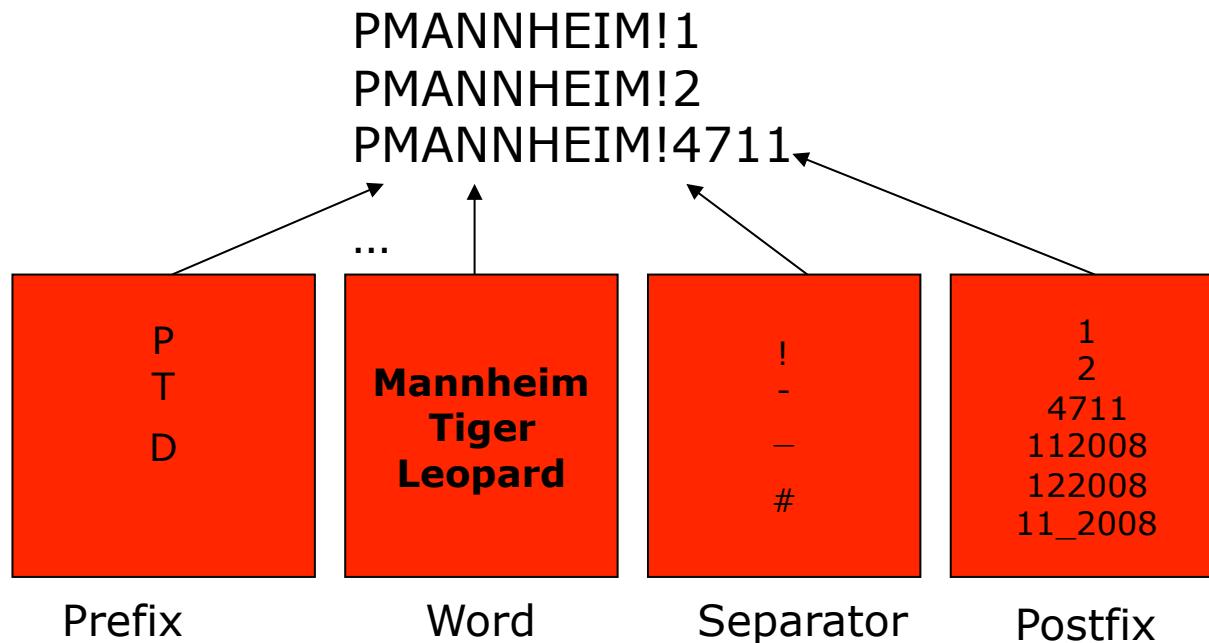 PMANNHEIM!1
PMANNHEIM!2
PMANNHEIM!4711
...
P
T
D
Mannheim
Tiger
Leopard
!
-
_
#
1
2
4711
112008
122008
11_2008
Prefix
Word
Separator
Postfix